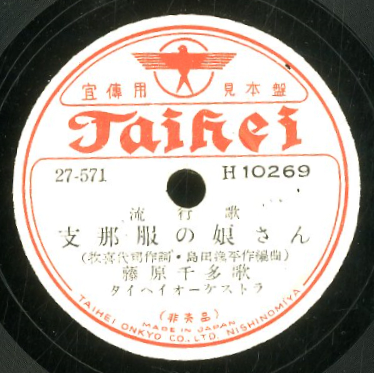 宣傳用 見本盤
Taihei
27-571 H10269
流行歌
支那服の娘さん
(牧喜代司作詞・島田逸平作編曲)
藤原千多歌
タイヘイオーケストラ
(非売品)
MADE IN JAPAN
TAIHEI ONKYO CO., LTD. NISHINOMIYA